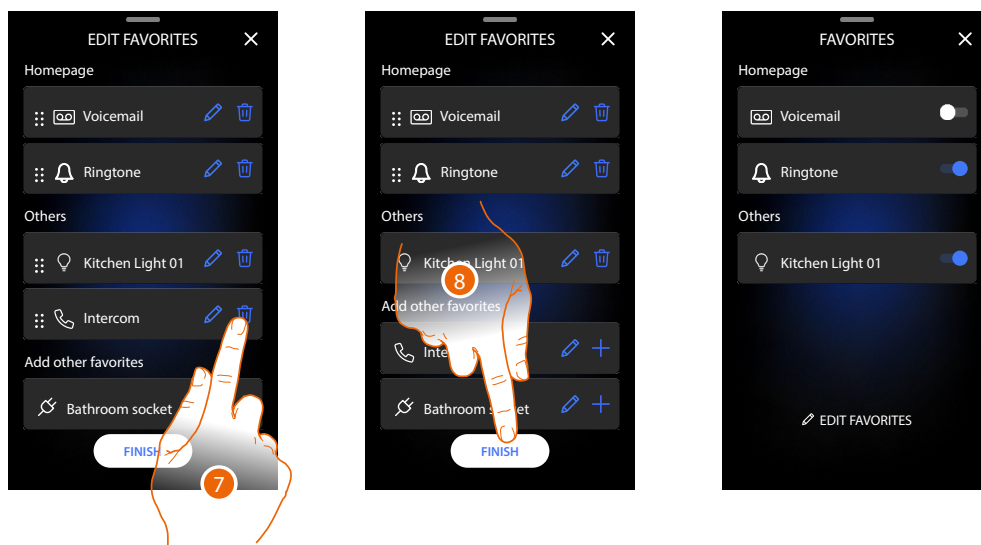 EDIT FAVORITES
Homepage
Voicemail
Ringtone
Others
Kitchen Light 01
Intercom
Add other favorites
Bathroom socket
FINISH
7
EDIT FAVORITES
Homepage
Voicemail
Ringtone
Others
Kitchen Light 01
8
Add other favorites
Inte
Bathroom s et
FINISH
FAVORITES
Homepage
Voicemail
Ringtone
Others
Kitchen Light 01
EDIT FAVORITES